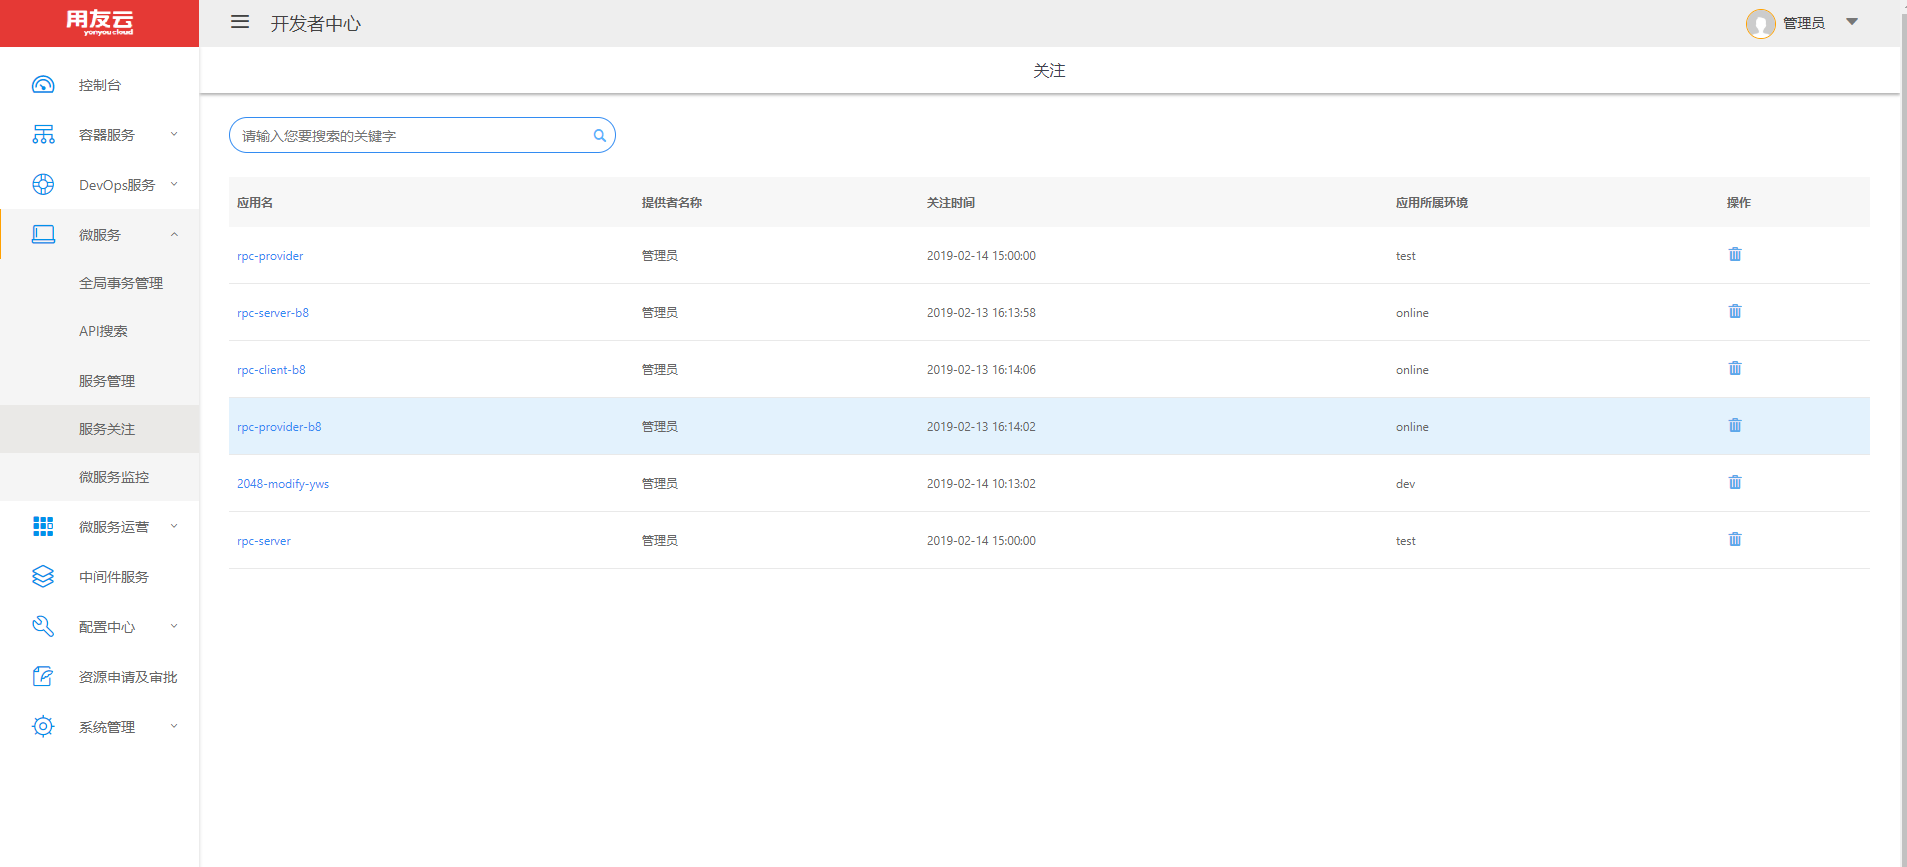 用友云
yonyou cloud
开发者中心
管理员
关注
控制台
容器服务
DevOps服务
微服务
全局事务管理
API搜索
服务管理
服务关注
微服务监控
微服务运营
中间件服务
配置中心
资源申请及审批
系统管理
请输入您要搜索的关键字
应用名 提供者名称 关注时间 应用所属环境 操作
rpc-provider 管理员 2019-02-14 15:00:00 test
rpc-server-b8 管理员 2019-02-13 16:13:58 online
rpc-client-b8 管理员 2019-02-13 16:14:06 online
rpc-provider-b8 管理员 2019-02-13 16:14:02 online
2048-modify-yws 管理员 2019-02-14 10:13:02 dev
rpc-server 管理员 2019-02-14 15:00:00 test